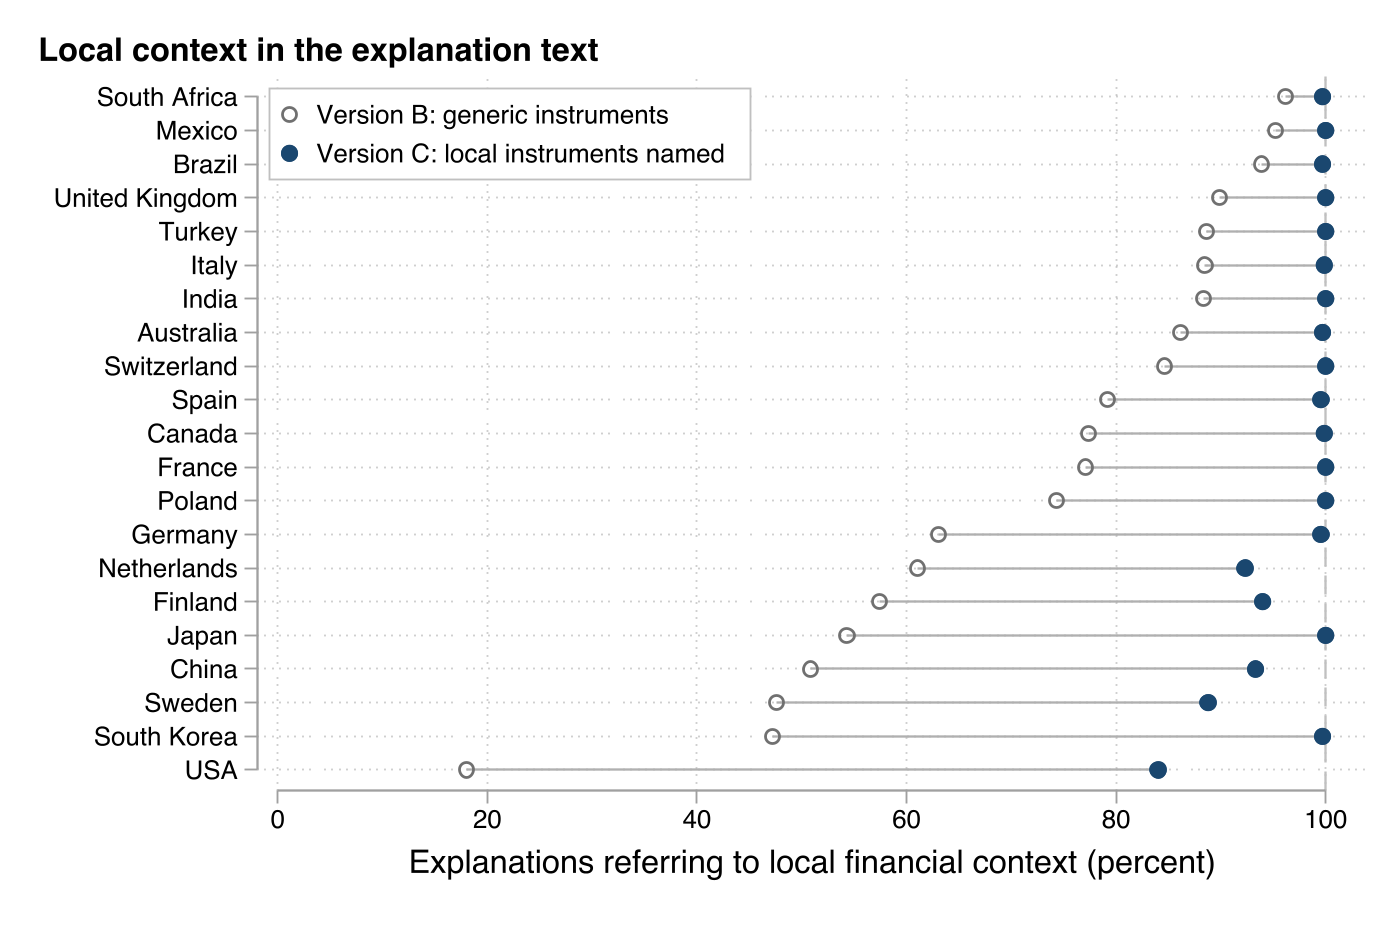 Local context in the explanation text
Version B: generic instruments
Version C: local instruments named
South Africa
Mexico
Brazil
United Kingdom
Turkey
Italy
India
Australia
Switzerland
Spain
Canada
France
Poland
Germany
Netherlands
Finland
Japan
China
Sweden
South Korea
USA
0 20 40 60 80 100
Explanations referring to local financial context (percent)